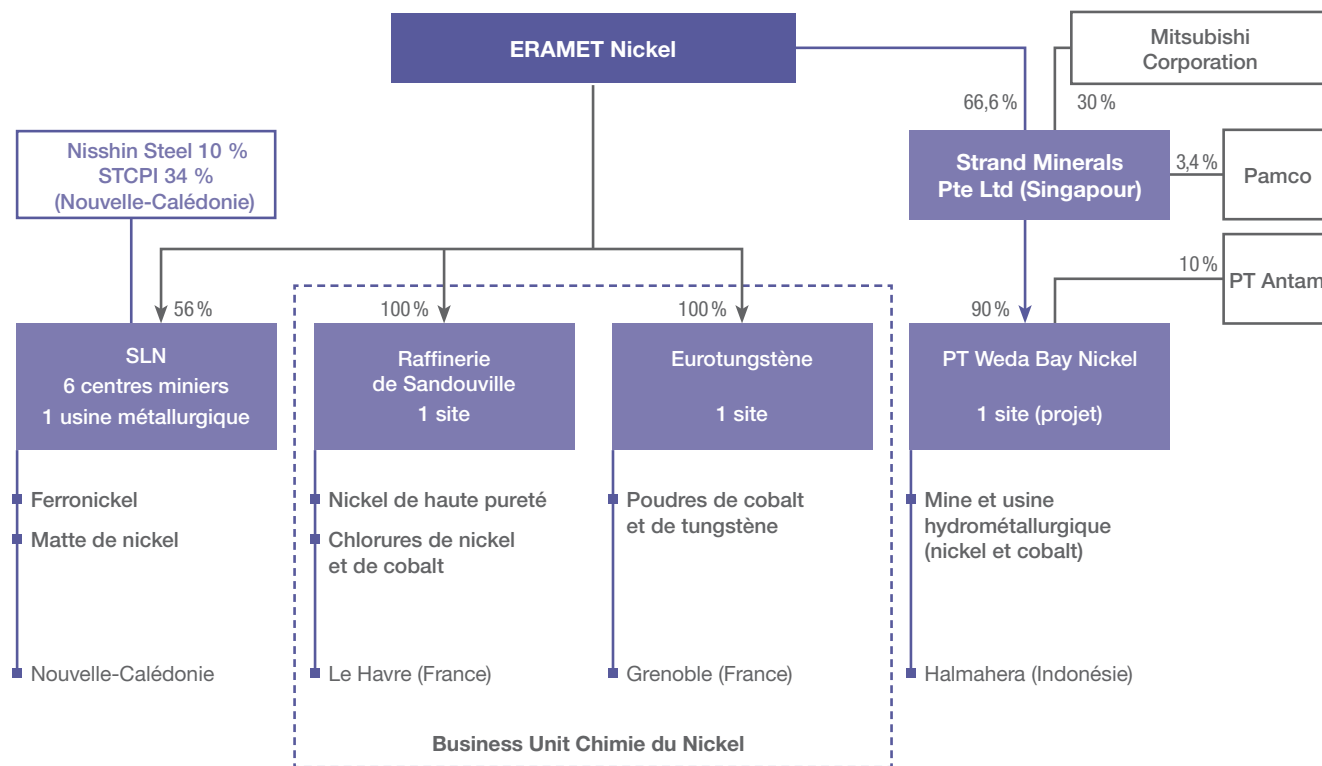 ERAMET Nickel
Mitsubishi
Corporation
66,6 %
30 %
Nisshin Steel 10 %
STCPI 34 %
(Nouvelle-Calédonie)
Strand Minerals
Pte Ltd (Singapour)
3,4 %
Pamco
10 %
PT Antam
56 %
100 %
100 %
90 %
SLN
6 centres miniers
1 usine métallurgique
Raffinerie
de Sandouville
1 site
Eurotungstène
1 site
PT Weda Bay Nickel
1 site (projet)
Ferronickel
Matte de nickel
Nickel de haute pureté
Chlorures de nickel
et de cobalt
Poudres de cobalt
et de tungstène
Mine et usine
hydrométallurgique
(nickel et cobalt)
Nouvelle-Calédonie
Le Havre (France)
Grenoble (France)
Halmahera (Indonésie)
Business Unit Chimie du Nickel